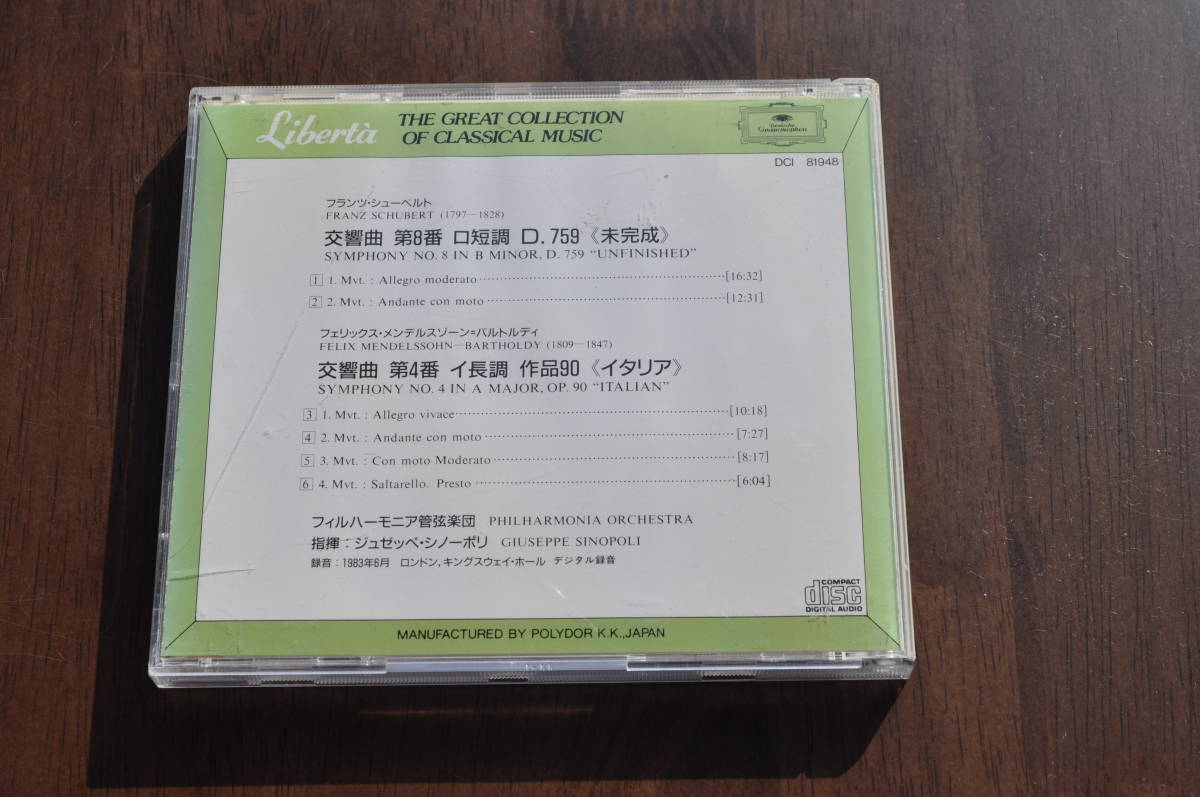 Libertà
THE GREAT COLLECTION
OF CLASSICAL MUSIC
Deutsche
Grammophon
DCI 81948
フランツ・シューベルト
FRANZ SCHUBERT (1797—1828)
交響曲 第8番 ロ短調 D.759《未完成》
SYMPHONY NO. 8 IN B MINOR, D. 759 “UNFINISHED”
1 1. Mvt. : Allegro moderato [16:32]
2 2. Mvt. : Andante con moto [12:31]
フェリックス・メンデルスゾーン=バルトルディ
FELIX MENDELSSOHN—BARTHOLDY (1809—1847)
交響曲 第4番 イ長調 作品90《イタリア》
SYMPHONY NO. 4 IN A MAJOR, OP. 90 “ITALIAN”
3 1. Mvt. : Allegro vivace [10:18]
4 2. Mvt. : Andante con moto [7:27]
5 3. Mvt. : Con moto Moderato [8:17]
6 4. Mvt. : Saltarello. Presto [6:04]
フィルハーモニア管弦楽団 PHILHARMONIA ORCHESTRA
指揮:ジュゼッペ・シノーポリ GIUSEPPE SINOPOLI
録音:1983年6月 ロンドン,キングスウェイ・ホール デジタル録音
COMPACT
disc
DIGITAL AUDIO
MANUFACTURED BY POLYDOR K.K., JAPAN